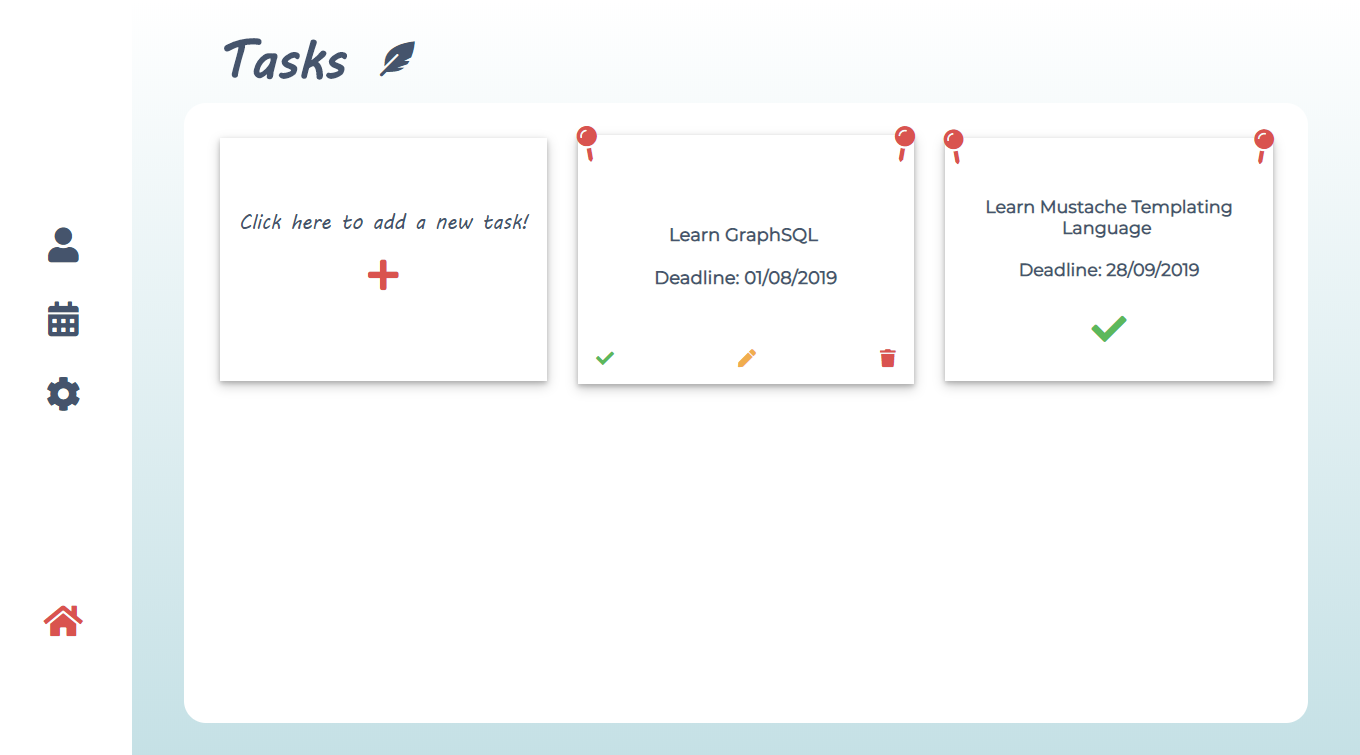 Tasks
Click here to add a new task!
Learn GraphSQL
Deadline: 01/08/2019
Learn Mustache Templating
Language
Deadline: 28/09/2019